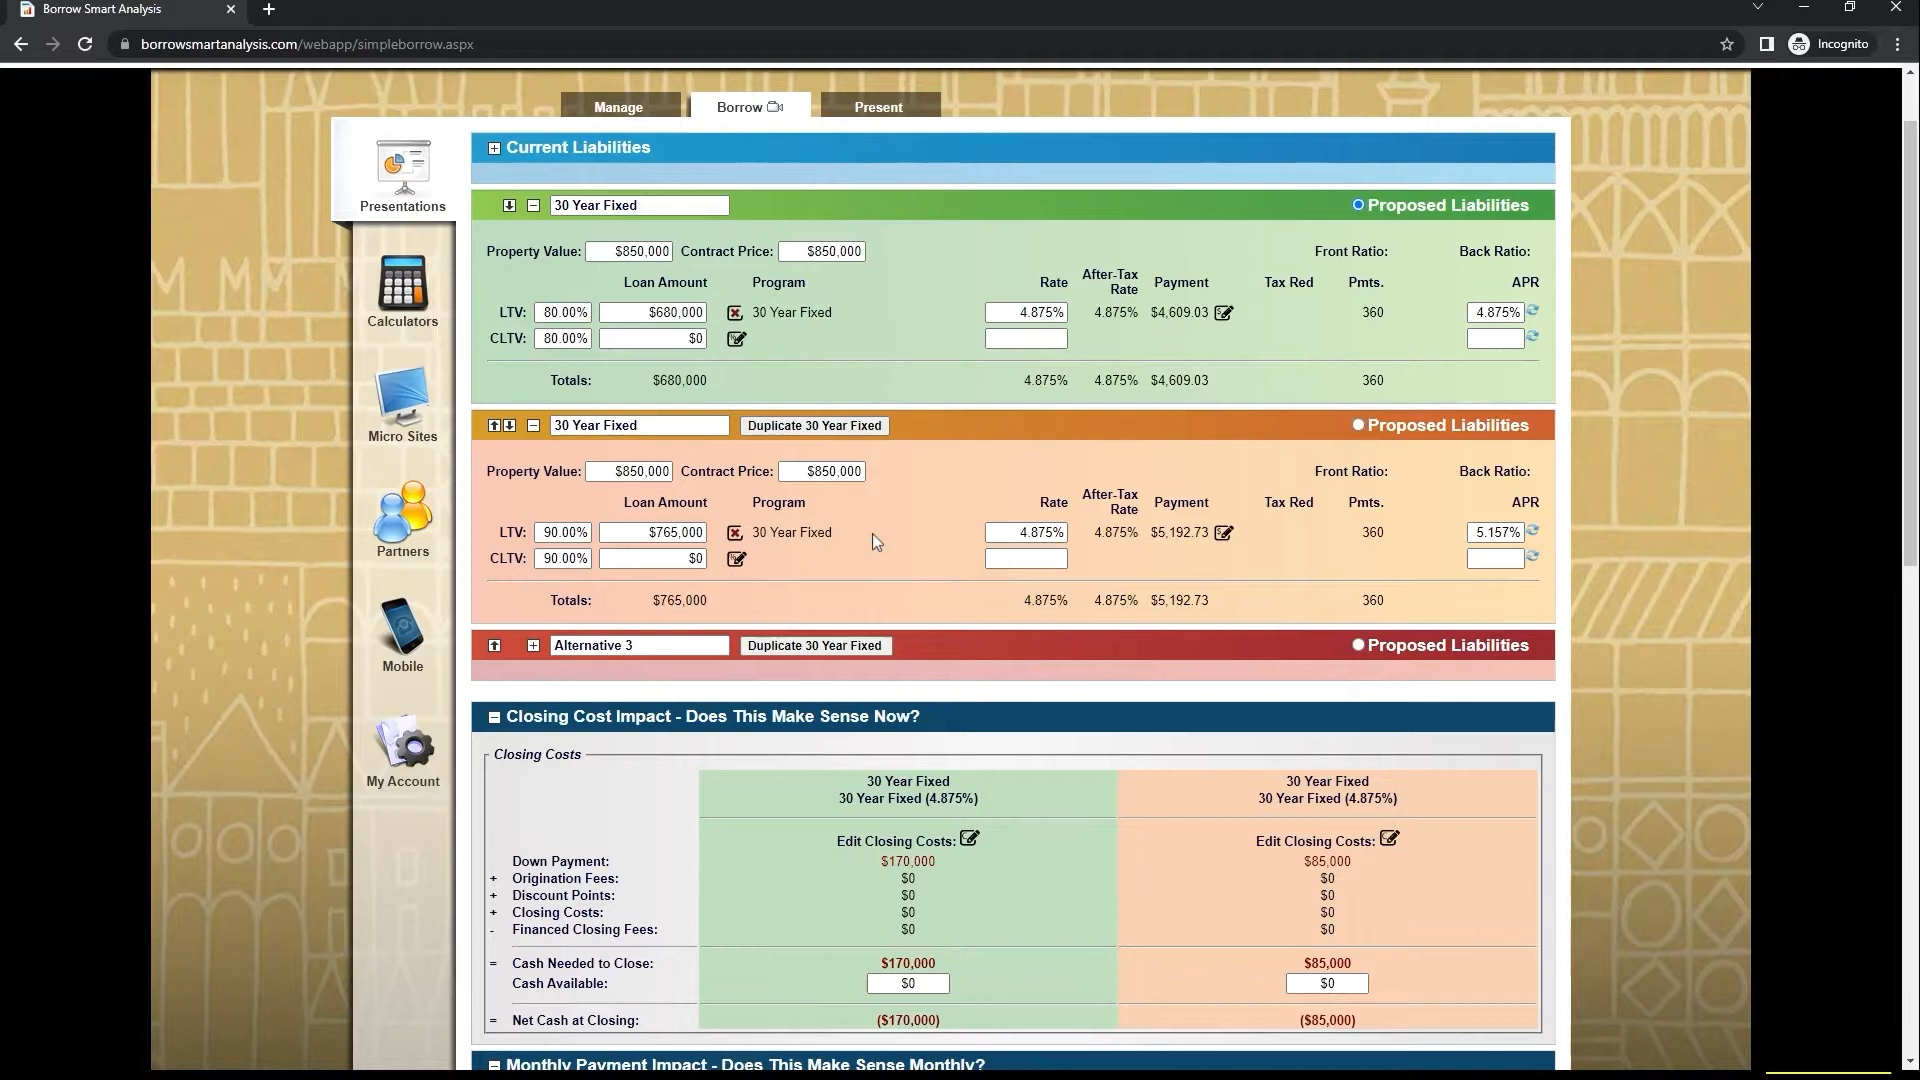 Borrow Smart Analysis
borrowsmartanalysis.com/webapp/simpleborrow.aspx
Incognito
Manage
Borrow
Present
Presentations
Calculators
Micro Sites
Partners
Mobile
My Account
Current Liabilities
30 Year Fixed
Proposed Liabilities
Property Value: $850,000 Contract Price: $850,000 Front Ratio: Back Ratio:
Loan Amount Program Rate After-Tax Rate Payment Tax Red Pmts. APR
LTV: 80.00% $680,000 30 Year Fixed 4.875% 4.875% $4,609.03 360 4.875%
CLTV: 80.00% $0
Totals: $680,000 4.875% 4.875% $4,609.03 360
30 Year Fixed Duplicate 30 Year Fixed Proposed Liabilities
Property Value: $850,000 Contract Price: $850,000 Front Ratio: Back Ratio:
Loan Amount Program Rate After-Tax Rate Payment Tax Red Pmts. APR
LTV: 90.00% $765,000 30 Year Fixed 4.875% 4.875% $5,192.73 360 5.157%
CLTV: 90.00% $0
Totals: $765,000 4.875% 4.875% $5,192.73 360
Alternative 3 Duplicate 30 Year Fixed Proposed Liabilities
Closing Cost Impact - Does This Make Sense Now?
Closing Costs
30 Year Fixed 30 Year Fixed
30 Year Fixed (4.875%) 30 Year Fixed (4.875%)
Edit Closing Costs: Edit Closing Costs:
Down Payment: $170,000 $85,000
+ Origination Fees: $0 $0
+ Discount Points: $0 $0
+ Closing Costs: $0 $0
- Financed Closing Fees: $0 $0
= Cash Needed to Close: $170,000 $85,000
Cash Available: $0 $0
= Net Cash at Closing: ($170,000) ($85,000)
Monthly Payment Impact - Does This Make Sense Monthly?